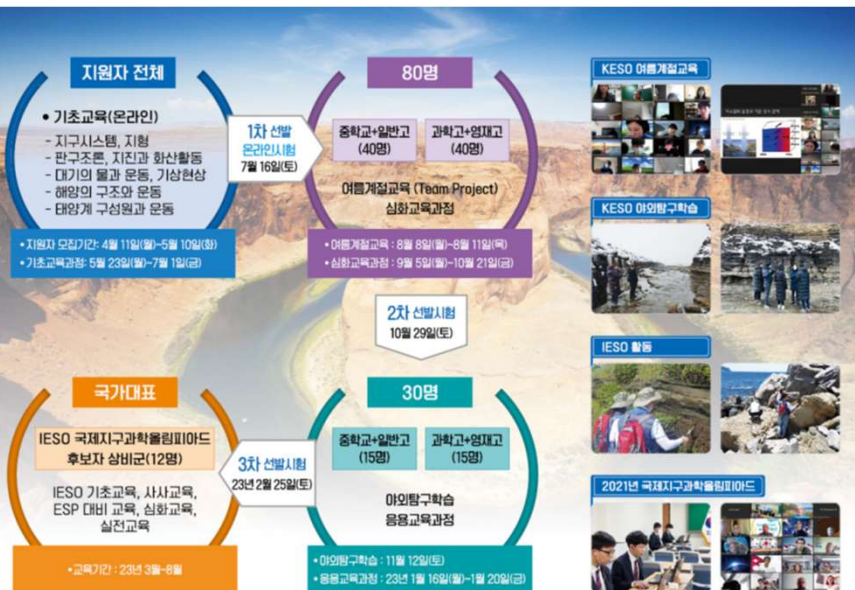 지원자 전체
• 기초교육(온라인)
- 지구시스템, 지형
- 판구조론, 지진과 화산활동
- 대기의 물과 운동, 기상현상
- 해양의 구조와 운동
- 태양계 구성원과 운동
• 지원자 모집기간: 4월 11일(월)~5월 10일(화)
• 기초교육과정: 5월 23일(월)~7월 1일(금)
1차 선발
온라인시험
7월 16일(토)
80명
중학교+일반고
(40명)
과학고+영재고
(40명)
여름계절교육 (Team Project)
심화교육과정
• 여름계절교육 : 8월 8일(월)~8월 11일(목)
• 심화교육과정 : 9월 5일(월)~10월 21일(금)
2차 선발시험
10월 29일(토)
30명
중학교+일반고
(15명)
과학고+영재고
(15명)
야외탐구학습
응용교육과정
• 야외탐구학습 : 11월 12일(토)
• 응용교육과정 : 23년 1월 16일(월)~1월 20일(금)
3차 선발시험
23년 2월 25일(토)
국가대표
IESO 국제지구과학올림피아드
후보자 상비군(12명)
IESO 기초교육, 사사교육,
ESP 대비 교육, 심화교육,
실전교육
• 교육기간 : 23년 3월~8월
KESO 여름계절교육
KESO 야외탐구학습
IESO 활동
2021년 국제지구과학올림피아드